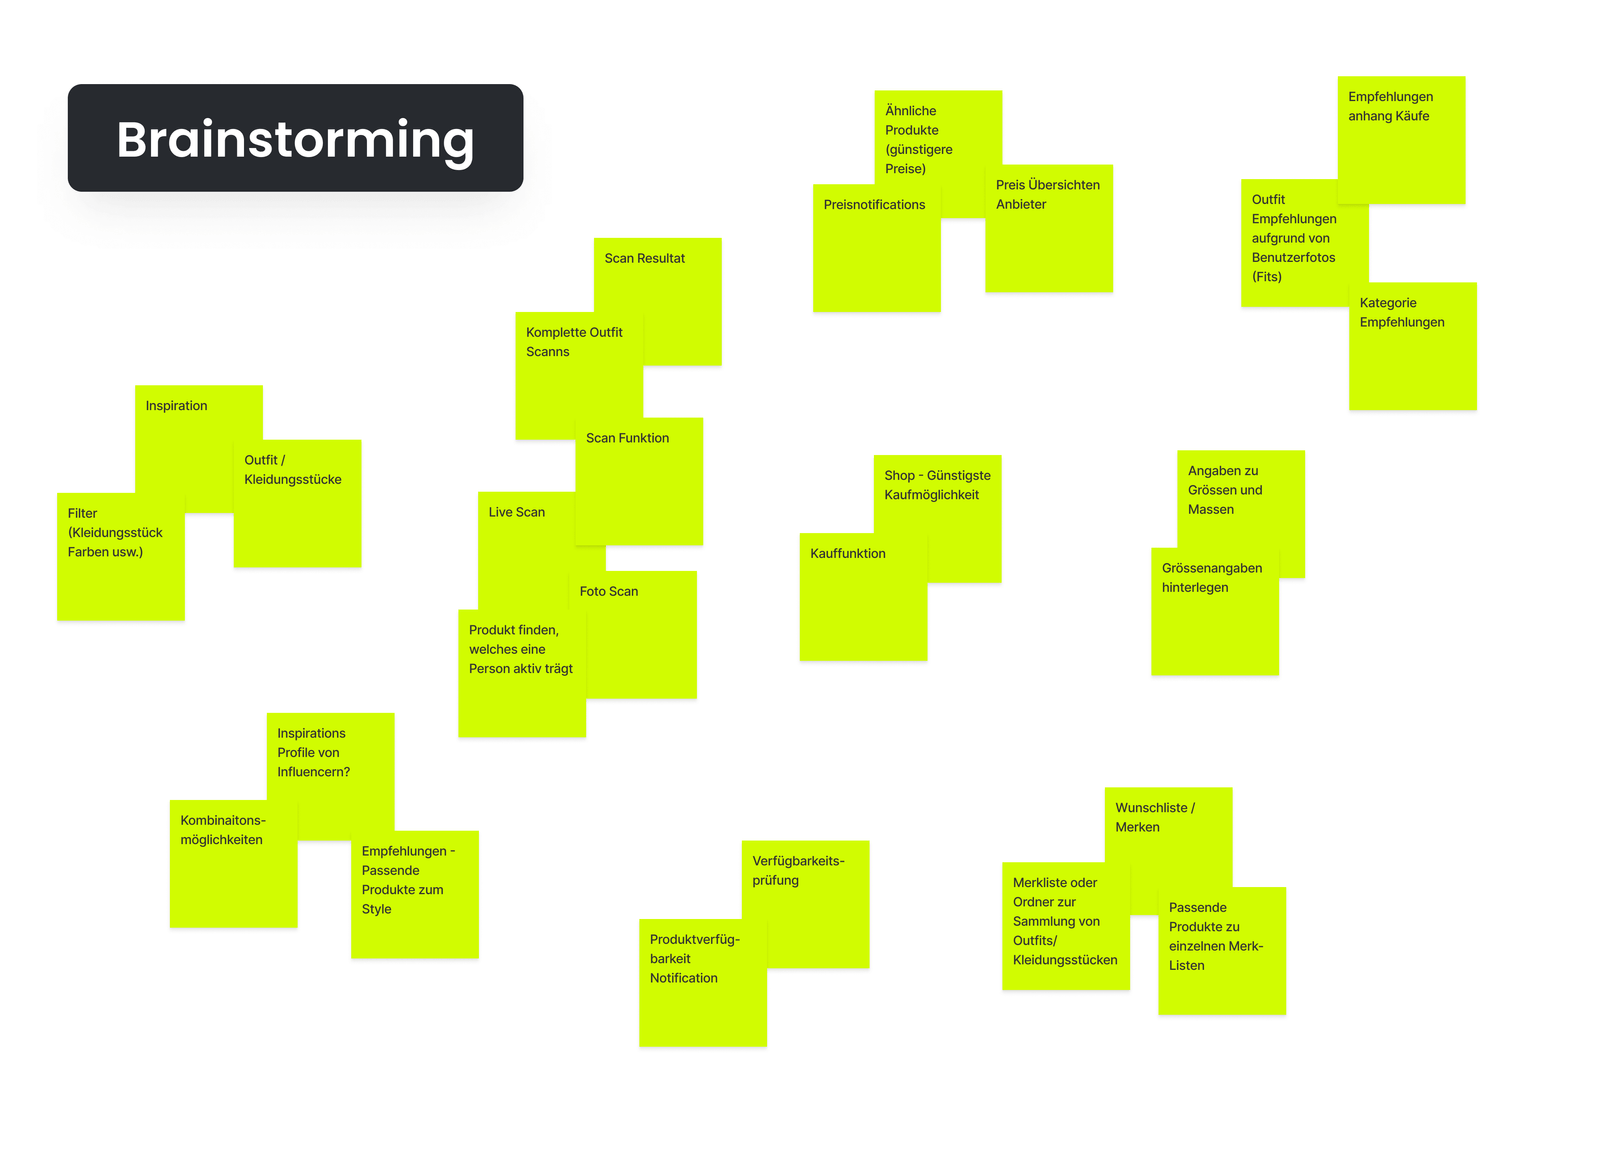 Brainstorming
Ähnliche
Produkte
(günstigere
Preise)
Preisnotifications
Preis Übersichten
Anbieter
Empfehlungen
anhang Käufe
Outfit
Empfehlungen
aufgrund von
Benutzerfotos
(Fits)
Kategorie
Empfehlungen
Scan Resultat
Komplette Outfit
Scanns
Scan Funktion
Live Scan
Foto Scan
Produkt finden,
welches eine
Person aktiv trägt
Inspiration
Outfit /
Kleidungsstücke
Filter
(Kleidungsstück
Farben usw.)
Shop - Günstigste
Kaufmöglichkeit
Kauffunktion
Angaben zu
Grössen und
Massen
Grössenangaben
hinterlegen
Inspirations
Profile von
Influencern?
Kombinaitons-
möglichkeiten
Empfehlungen -
Passende
Produkte zum
Style
Verfügbarkeits-
prüfung
Produktverfüg-
barkeit
Notification
Wunschliste /
Merken
Merkliste oder
Ordner zur
Sammlung von
Outfits/
Kleidungsstücken
Passende
Produkte zu
einzelnen Merk-
Listen